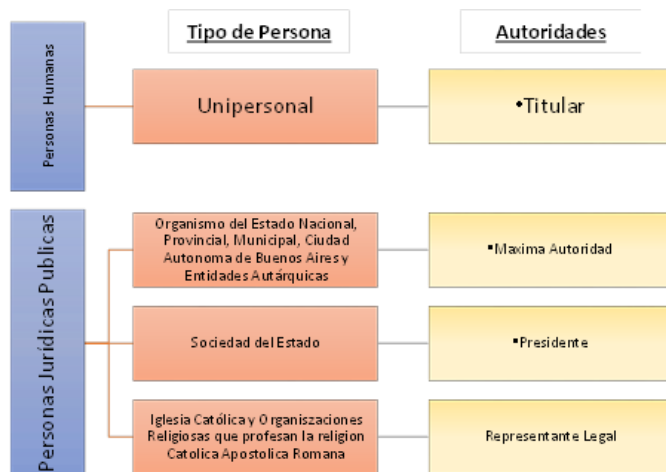 Tipo de Persona
Autoridades
Personas Humanas
Unipersonal
•Titular
Personas Jurídicas Publicas
Organismo del Estado Nacional,
Provincial, Municipal, Ciudad
Autonoma de Buenos Aires y
Entidades Autárquicas
•Maxima Autoridad
Sociedad del Estado
•Presidente
Iglesia Católica y Organiszaciones
Religiosas que profesan la religion
Catolica Apostolica Romana
Representante Legal